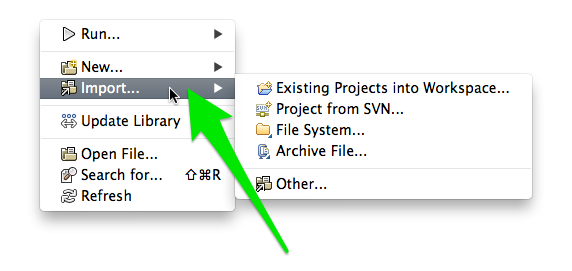 Run...
New...
Import...
Update Library
Open File...
Search for... ⇧⌘R
Refresh
Existing Projects into Workspace...
SVN Project from SVN...
File System...
Archive File...
Other...